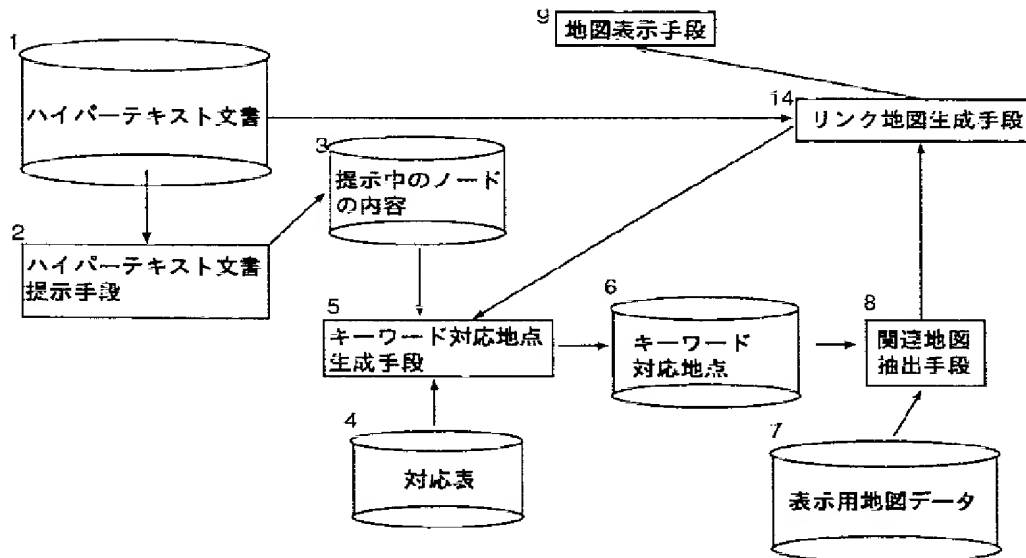 9
地図表示手段
1
ハイパーテキスト文書
14
リンク地図生成手段
3
提示中のノード
の内容
2
ハイパーテキスト文書
提示手段
5
キーワード対応地点
生成手段
6
キーワード
対応地点
8
関連地図
抽出手段
4
対応表
7
表示用地図データ